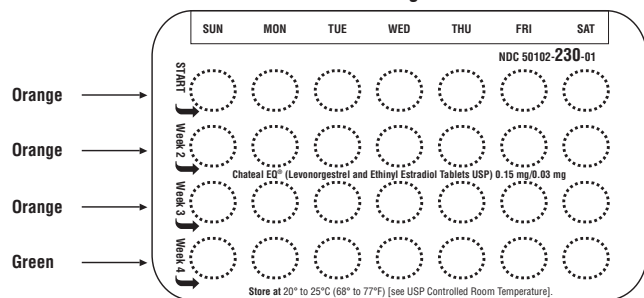 SUN MON TUE WED THU FRI SAT
NDC 50102-230-01
START
Orange
Week 2
Orange
Chateal EQ® (Levonorgestrel and Ethinyl Estradiol Tablets USP) 0.15 mg/0.03 mg
Week 3
Orange
Week 4
Green
Store at 20° to 25°C (68° to 77°F) [see USP Controlled Room Temperature].